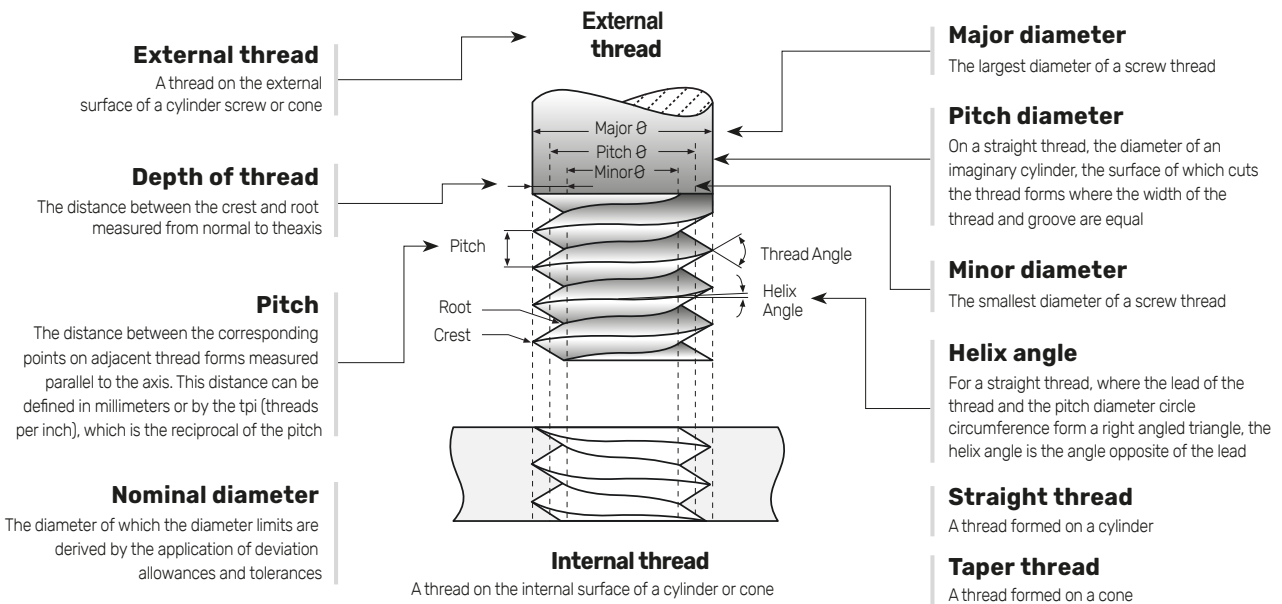 External thread
A thread on the external
surface of a cylinder screw or cone
Depth of thread
The distance between the crest and root
measured from normal to theaxis
Pitch
The distance between the corresponding
points on adjacent thread forms measured
parallel to the axis. This distance can be
defined in millimeters or by the tpi (threads
per inch), which is the reciprocal of the pitch
Nominal diameter
The diameter of which the diameter limits are
derived by the application of deviation
allowances and tolerances
External
thread
Major Ø
Pitch Ø
MinorØ
Pitch
Thread Angle
Helix
Angle
Root
Crest
Internal thread
A thread on the internal surface of a cylinder or cone
Major diameter
The largest diameter of a screw thread
Pitch diameter
On a straight thread, the diameter of an
imaginary cylinder, the surface of which cuts
the thread forms where the width of the
thread and groove are equal
Minor diameter
The smallest diameter of a screw thread
Helix angle
For a straight thread, where the lead of the
thread and the pitch diameter circle
circumference form a right angled triangle, the
helix angle is the angle opposite of the lead
Straight thread
A thread formed on a cylinder
Taper thread
A thread formed on a cone